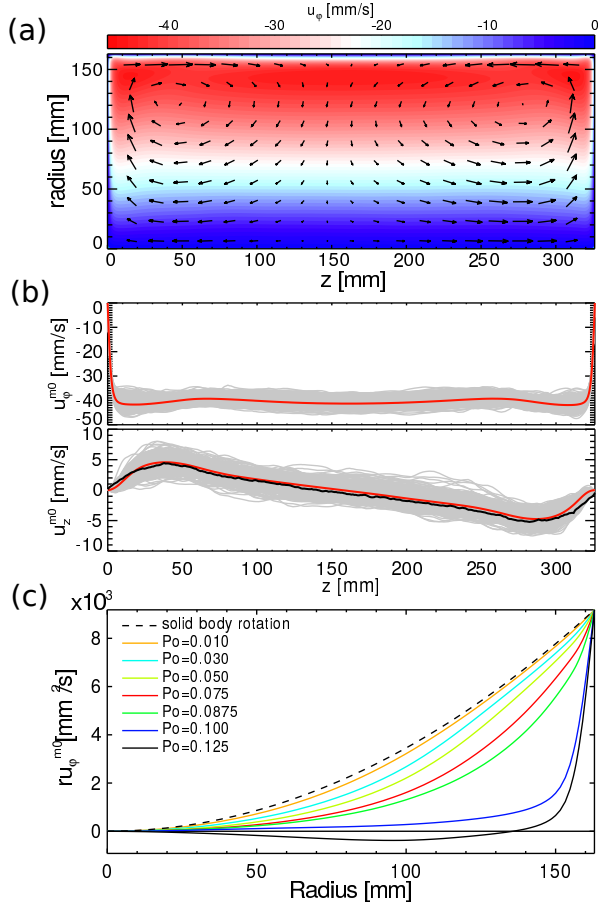 (a)
uφ [mm/s]
-40 -30 -20 -10 0
radius [mm]
150
100
50
0
0 50 100 150 200 250 300
z [mm]
(b)
uφ^m0 [mm/s]
0
-10
-20
-30
-40
-50
uz^m0 [mm/s]
10
5
0
-5
-10
0 50 100 150 200 250 300
z [mm]
(c)
x10^3
ruφ^m0[mm^2/s]
8
6
4
2
0
solid body rotation
Po=0.010
Po=0.030
Po=0.050
Po=0.075
Po=0.0875
Po=0.100
Po=0.125
0 50 100 150
Radius [mm]